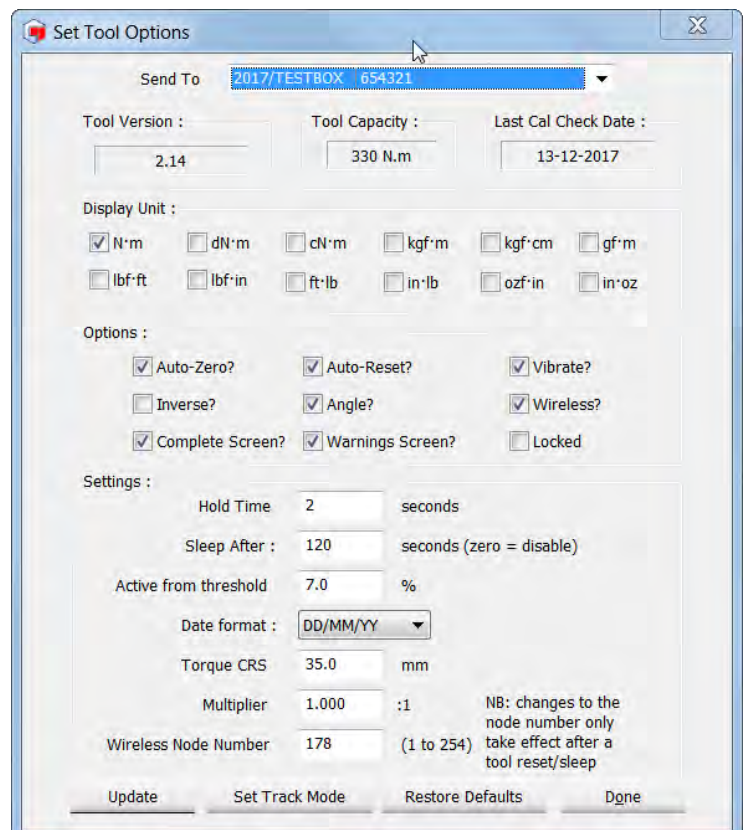 Set Tool Options
Send To 2017/TESTBOX 654321
Tool Version : Tool Capacity : Last Cal Check Date :
2.14 330 N.m 13-12-2017
Display Unit :
N·m dN·m cN·m kgf·m kgf·cm gf·m
lbf·ft lbf·in ft·lb in·lb ozf·in in·oz
Options :
Auto-Zero? Auto-Reset? Vibrate?
Inverse? Angle? Wireless?
Complete Screen? Warnings Screen? Locked
Settings :
Hold Time 2 seconds
Sleep After : 120 seconds (zero = disable)
Active from threshold 7.0 %
Date format : DD/MM/YY
Torque CRS 35.0 mm
Multiplier 1.000 :1
Wireless Node Number 178 (1 to 254)
NB: changes to the
node number only
take effect after a
tool reset/sleep
Update Set Track Mode Restore Defaults Done